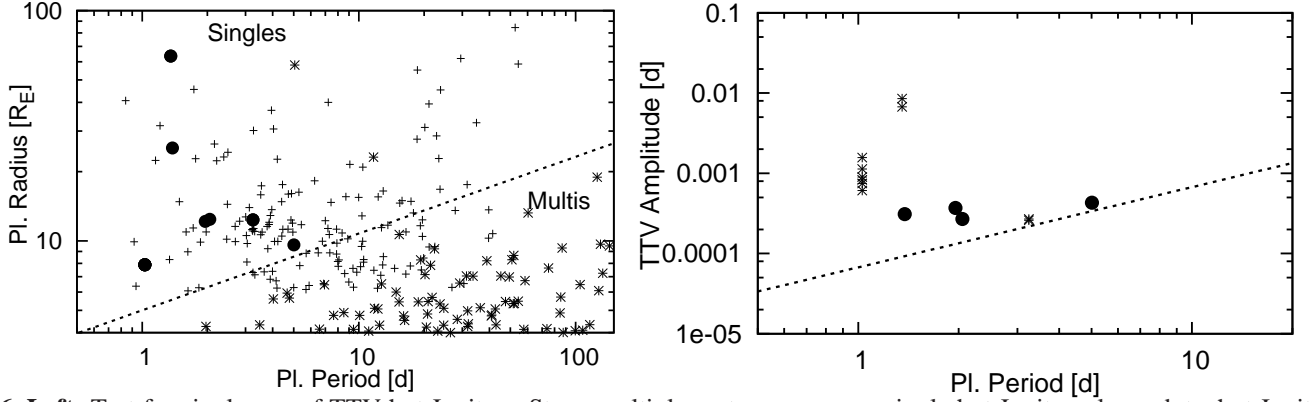 100
10
Pl. Radius [R_E]
Singles
Multis
1
10
100
Pl. Period [d]
0.1
0.01
0.001
0.0001
1e-05
TTV Amplitude [d]
1
10
Pl. Period [d]